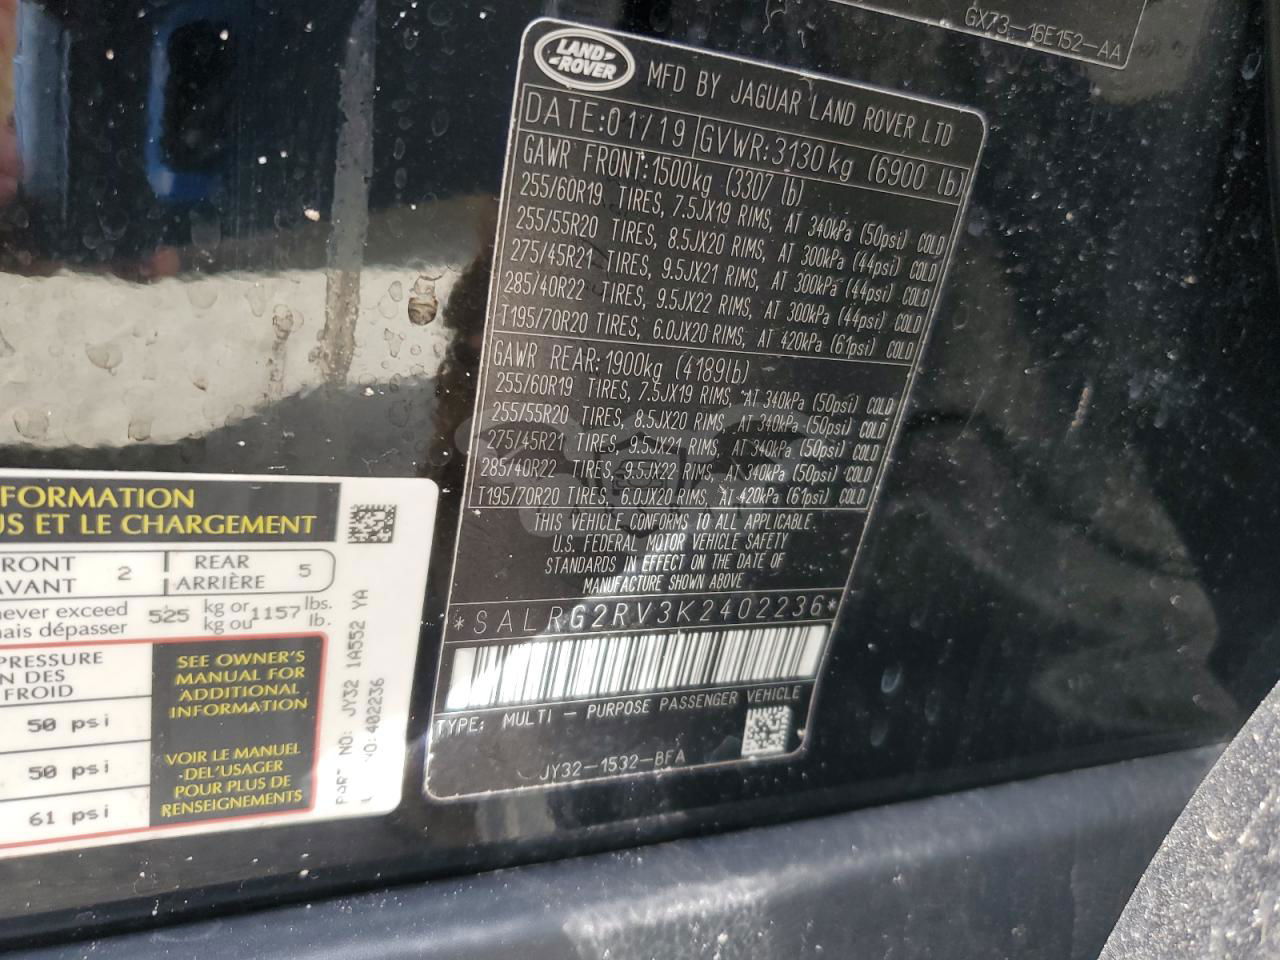 GX73-16E152-AA
LAND ROVER
MFD BY JAGUAR LAND ROVER LTD
DATE:01/19 GVWR:3130kg (6900 lb)
GAWR FRONT:1500kg (3307 lb)
255/60R19 TIRES, 7.5JX19 RIMS, AT 340kPa (50psi) COLD
255/55R20 TIRES, 8.5JX20 RIMS, AT 300kPa (44psi) COLD
275/45R21 TIRES, 9.5JX21 RIMS, AT 300kPa (44psi) COLD
285/40R22 TIRES, 9.5JX22 RIMS, AT 300kPa (44psi) COLD
T195/70R20 TIRES, 6.0JX20 RIMS, AT 420kPa (61psi) COLD
GAWR REAR:1900kg (4189lb)
255/60R19 TIRES, 7.5JX19 RIMS, AT 340kPa (50psi) COLD
255/55R20 TIRES, 8.5JX20 RIMS, AT 340kPa (50psi) COLD
275/45R21 TIRES, 9.5JX21 RIMS, AT 340kPa (50psi) COLD
285/40R22 TIRES, 9.5JX22 RIMS, AT 340kPa (50psi) COLD
T195/70R20 TIRES, 6.0JX20 RIMS, AT 420kPa (61psi) COLD
THIS VEHICLE CONFORMS TO ALL APPLICABLE
U.S. FEDERAL MOTOR VEHICLE SAFETY
STANDARDS IN EFFECT ON THE DATE OF
MANUFACTURE SHOWN ABOVE
*SALRG2RV3K2402236*
TYPE: MULTI - PURPOSE PASSENGER VEHICLE
JY32-1532-BFA
FORMATION
US ET LE CHARGEMENT
FRONT 2 REAR 5
AVANT ARRIÈRE
never exceed 525 kg or 1157 lbs.
mais dépasser kg ou lb.
PRESSURE
N DES
FROID
50 psi
50 psi
61 psi
SEE OWNER'S
MANUAL FOR
ADDITIONAL
INFORMATION
VOIR LE MANUEL
DEL'USAGER
POUR PLUS DE
RENSEIGNEMENTS
PART NO: JY32 1A552 YA
NO:402236